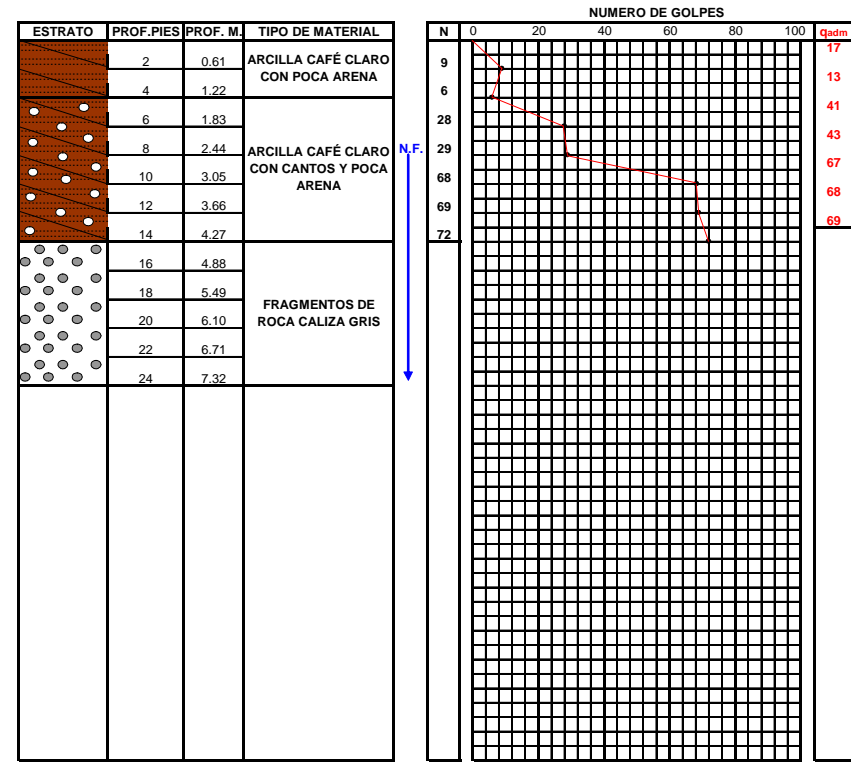 NUMERO DE GOLPES
ESTRATO PROF.PIES PROF. M. TIPO DE MATERIAL N 0 20 40 60 80 100 qadm
17
2 0.61 ARCILLA CAFÉ CLARO 9
CON POCA ARENA 13
4 1.22 6
41
6 1.83 28
43
8 2.44 ARCILLA CAFÉ CLARO N.F. 29
CON CANTOS Y POCA 67
10 3.05 68
ARENA 68
12 3.66 69
69
14 4.27 72
16 4.88
18 5.49
FRAGMENTOS DE
20 6.10 ROCA CALIZA GRIS
22 6.71
24 7.32